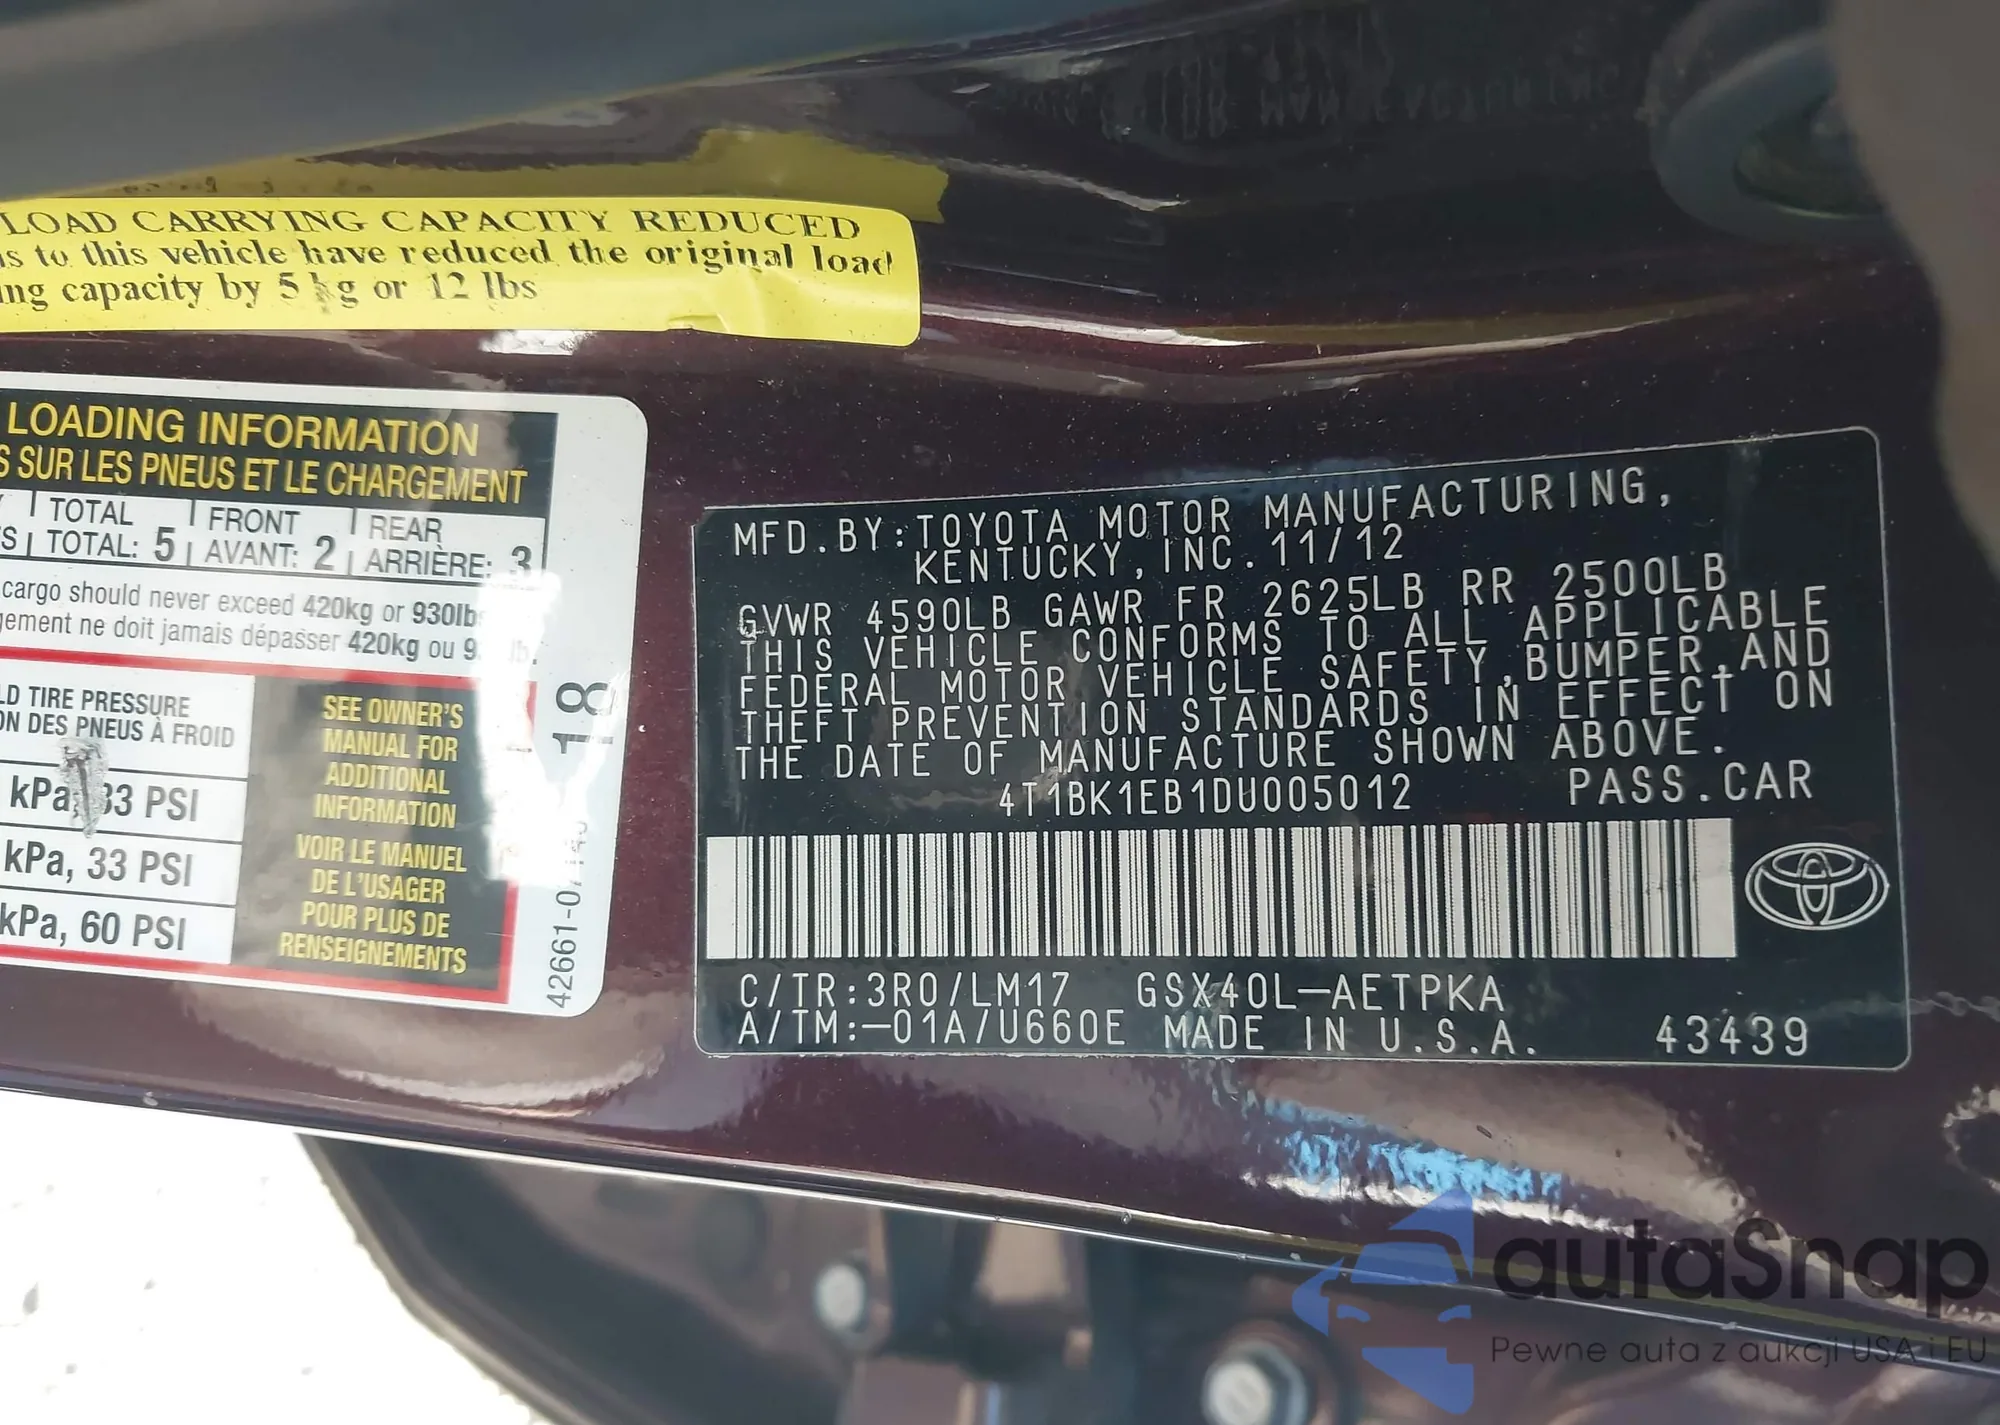 LOAD CARRYING CAPACITY REDUCED
to this vehicle have reduced the original load
capacity by 5 kg or 12 lbs
LOADING INFORMATION
SUR LES PNEUS ET LE CHARGEMENT
TOTAL FRONT REAR
TOTAL: 5 AVANT: 2 ARRIÈRE: 3
cargo should never exceed 420kg or 930lb
ne doit jamais dépasser 420kg ou
TIRE PRESSURE
DES PNEUS À FROID
kPa, 33 PSI
kPa, 33 PSI
kPa, 60 PSI
SEE OWNER'S
MANUAL FOR
ADDITIONAL
INFORMATION
VOIR LE MANUEL
DE L'USAGER
POUR PLUS DE
RENSEIGNEMENTS
18
MFD.BY:TOYOTA MOTOR MANUFACTURING,
KENTUCKY,INC.11/12
GVWR 4590LB GAWR FR 2625LB RR 2500LB
THIS VEHICLE CONFORMS TO ALL APPLICABLE
FEDERAL MOTOR VEHICLE SAFETY,BUMPER,AND
THEFT PREVENTION STANDARDS IN EFFECT ON
THE DATE OF MANUFACTURE SHOWN ABOVE.
4T1BK1EB1DU005012 PASS.CAR
C/TR:3R0/LM17 GSX40L-AETPKA
A/TM:-01A/U660E MADE IN U.S.A. 43439
autaSnap
Pewne auta z aukcji USA i EU